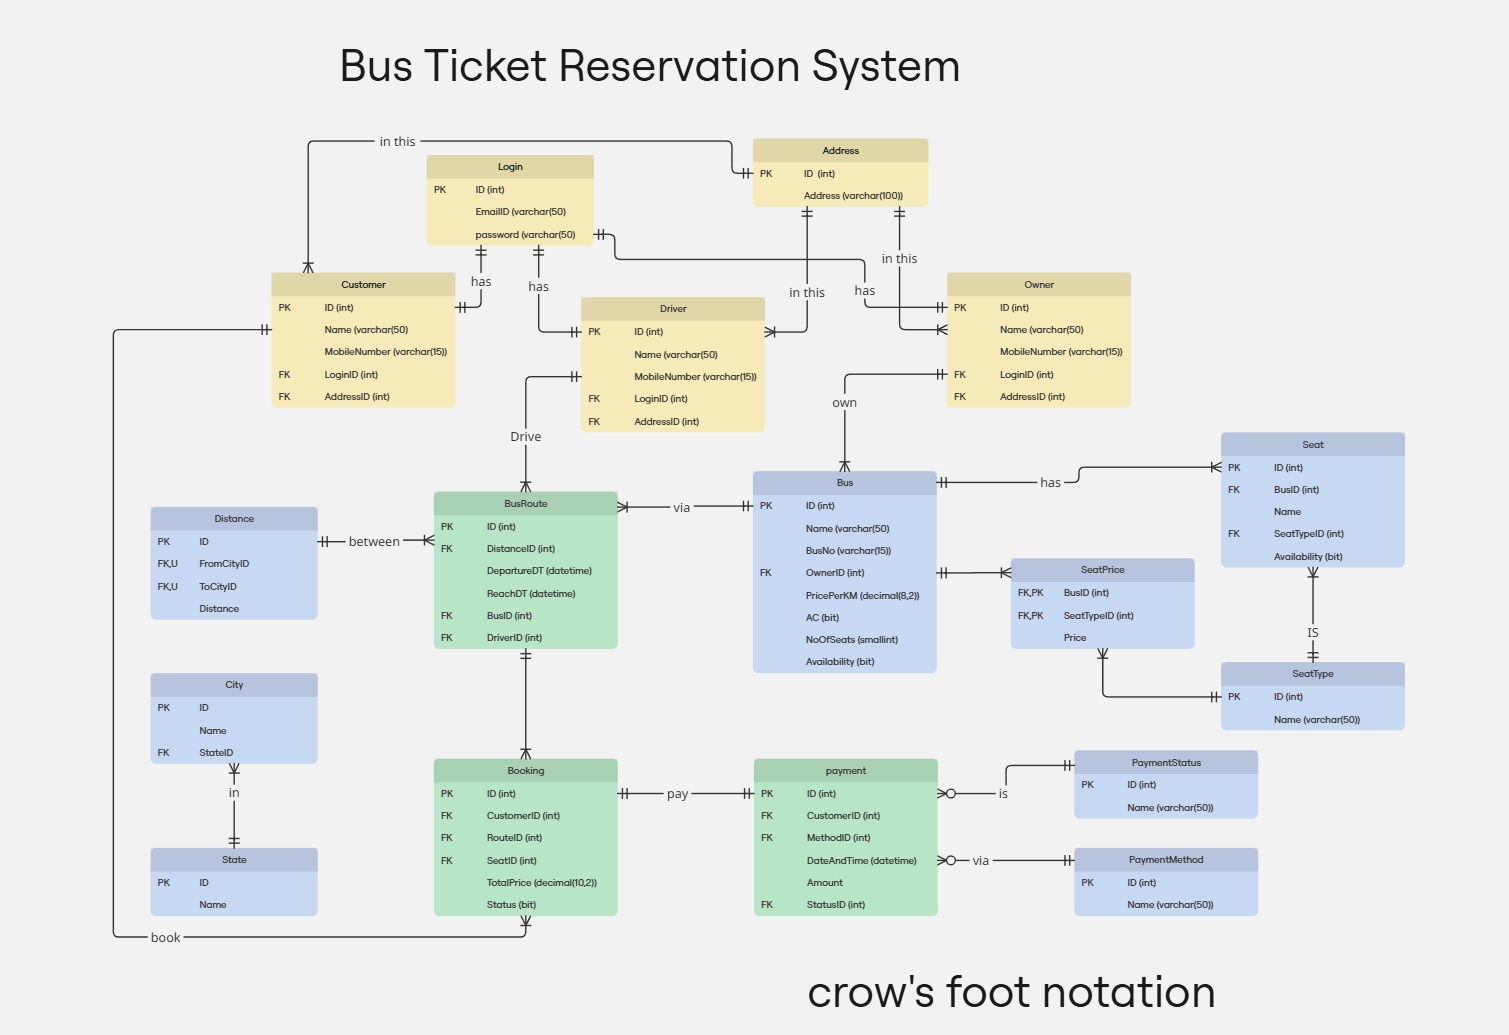 Bus Ticket Reservation System
in this
Address
PK ID (int)
Address (varchar(100))
Login
PK ID (int)
EmailID (varchar(50)
password (varchar(50)
has
has
in this
in this
has
Customer
PK ID (int)
Name (varchar(50)
MobileNumber (varchar(15))
FK LoginID (int)
FK AddressID (int)
Driver
PK ID (int)
Name (varchar(50)
MobileNumber (varchar(15))
FK LoginID (int)
FK AddressID (int)
Owner
PK ID (int)
Name (varchar(50)
MobileNumber (varchar(15))
FK LoginID (int)
FK AddressID (int)
Drive
own
Seat
PK ID (int)
FK BusID (int)
Name
FK SeatTypeID (int)
Availability (bit)
has
Bus
PK ID (int)
Name (varchar(50)
BusNo (varchar(15))
FK OwnerID (int)
PricePerKM (decimal(8,2))
AC (bit)
NoOfSeats (smallint)
Availability (bit)
via
BusRoute
PK ID (int)
FK DistanceID (int)
DepartureDT (datetime)
ReachDT (datetime)
FK BusID (int)
FK DriverID (int)
between
Distance
PK ID
FK,U FromCityID
FK,U ToCityID
Distance
SeatPrice
FK,PK BusID (int)
FK,PK SeatTypeID (int)
Price
IS
SeatType
PK ID (int)
Name (varchar(50))
City
PK ID
Name
FK StateID
in
State
PK ID
Name
Booking
PK ID (int)
FK CustomerID (int)
FK RouteID (int)
FK SeatID (int)
TotalPrice (decimal(10,2))
Status (bit)
pay
payment
PK ID (int)
FK CustomerID (int)
FK MethodID (int)
DateAndTime (datetime)
Amount
FK StatusID (int)
is
PaymentStatus
PK ID (int)
Name (varchar(50))
via
PaymentMethod
PK ID (int)
Name (varchar(50))
book
crow's foot notation